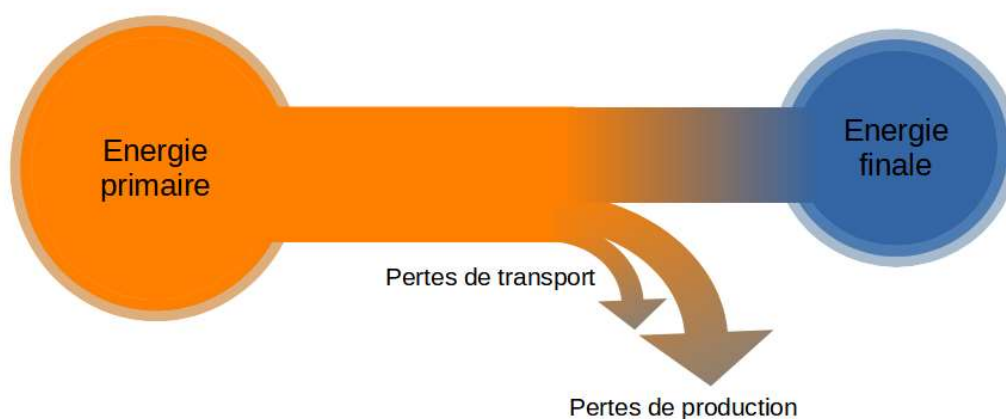 Energie
primaire
Energie
finale
Pertes de transport
Pertes de production